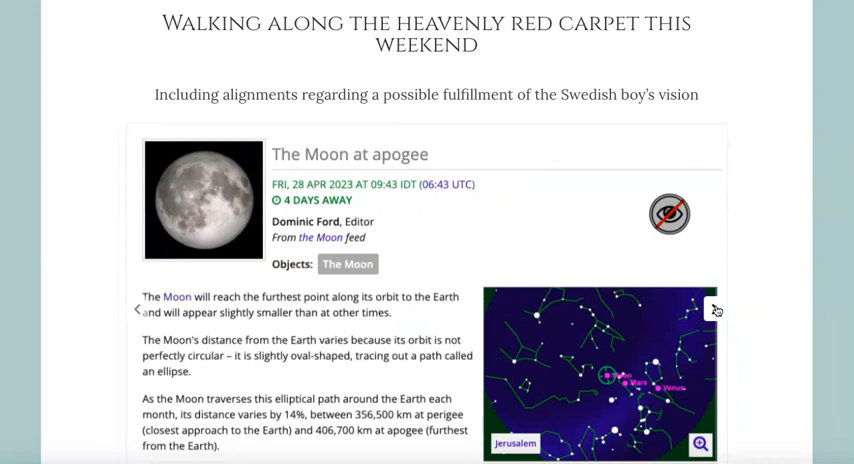 Walking along the heavenly red carpet this
weekend
Including alignments regarding a possible fulfillment of the Swedish boy’s vision
The Moon at apogee
FRI, 28 APR 2023 AT 09:43 IDT (06:43 UTC)
4 DAYS AWAY
Dominic Ford, Editor
From the Moon feed
Objects: The Moon
The Moon will reach the furthest point along its orbit to the Earth
and will appear slightly smaller than at other times.
The Moon's distance from the Earth varies because its orbit is not
perfectly circular – it is slightly oval-shaped, tracing out a path called
an ellipse.
As the Moon traverses this elliptical path around the Earth each
month, its distance varies by 14%, between 356,500 km at perigee
(closest approach to the Earth) and 406,700 km at apogee (furthest
from the Earth).
Moon
Mars
Venus
Jerusalem